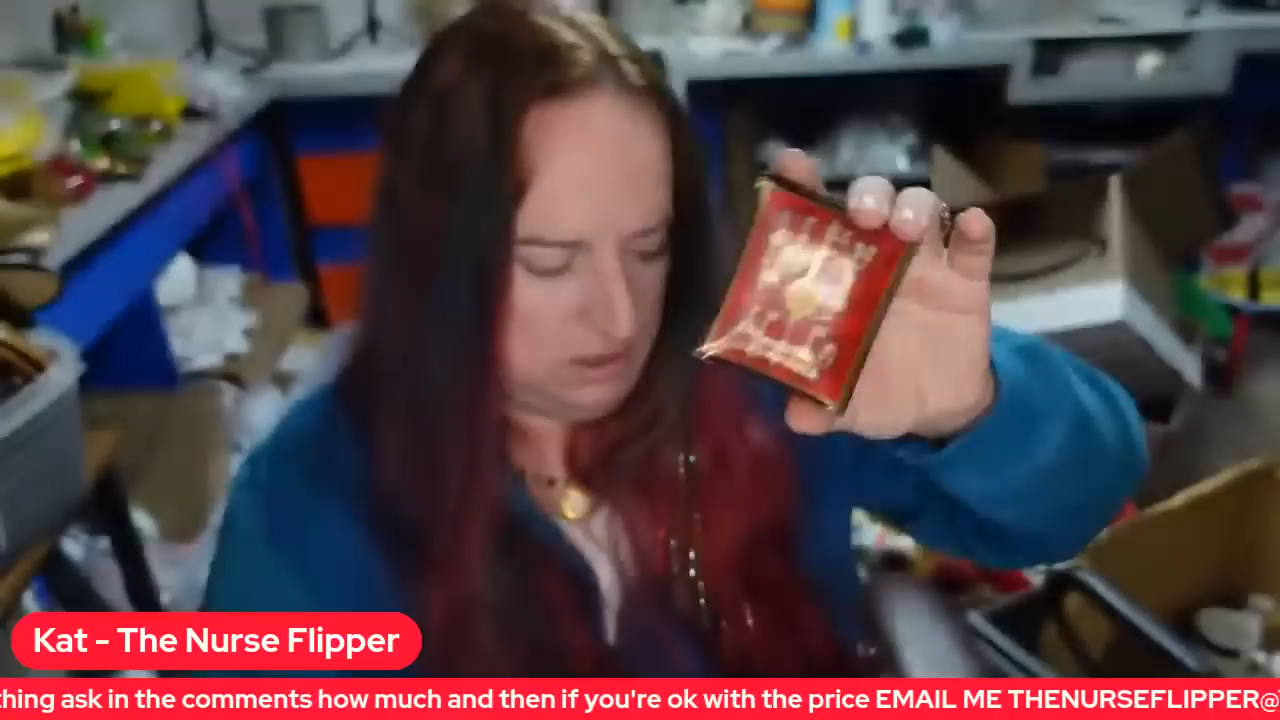 Kat - The Nurse Flipper
thing ask in the comments how much and then if you're ok with the price EMAIL ME THENURSEFLIPPER@